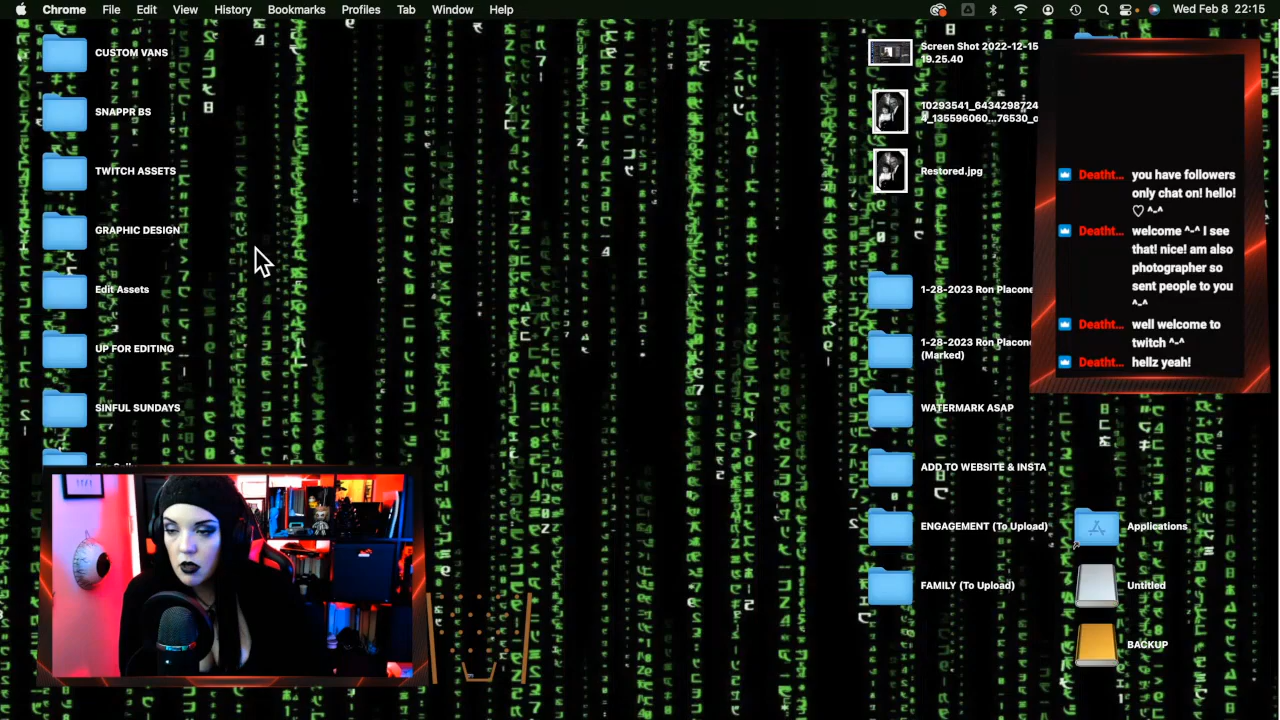 Chrome File Edit View History Bookmarks Profiles Tab Window Help
Wed Feb 8 22:15
CUSTOM VANS
SNAPPR BS
TWITCH ASSETS
GRAPHIC DESIGN
Edit Assets
UP FOR EDITING
SINFUL SUNDAYS
Screen Shot 2022-12-15
19.25.40
10293541_6434298724
4_135596060...76530_o
Restored.jpg
1-28-2023 Ron Placone
1-28-2023 Ron Placone
(Marked)
WATERMARK ASAP
ADD TO WEBSITE & INSTA
ENGAGEMENT (To Upload)
FAMILY (To Upload)
Applications
Untitled
BACKUP
Deatht... you have followers
only chat on! hello!
♡ ^-^
Deatht... welcome ^-^ I see
that! nice! am also
photographer so
sent people to you
^-^
Deatht... well welcome to
twitch ^-^
Deatht... hellz yeah!